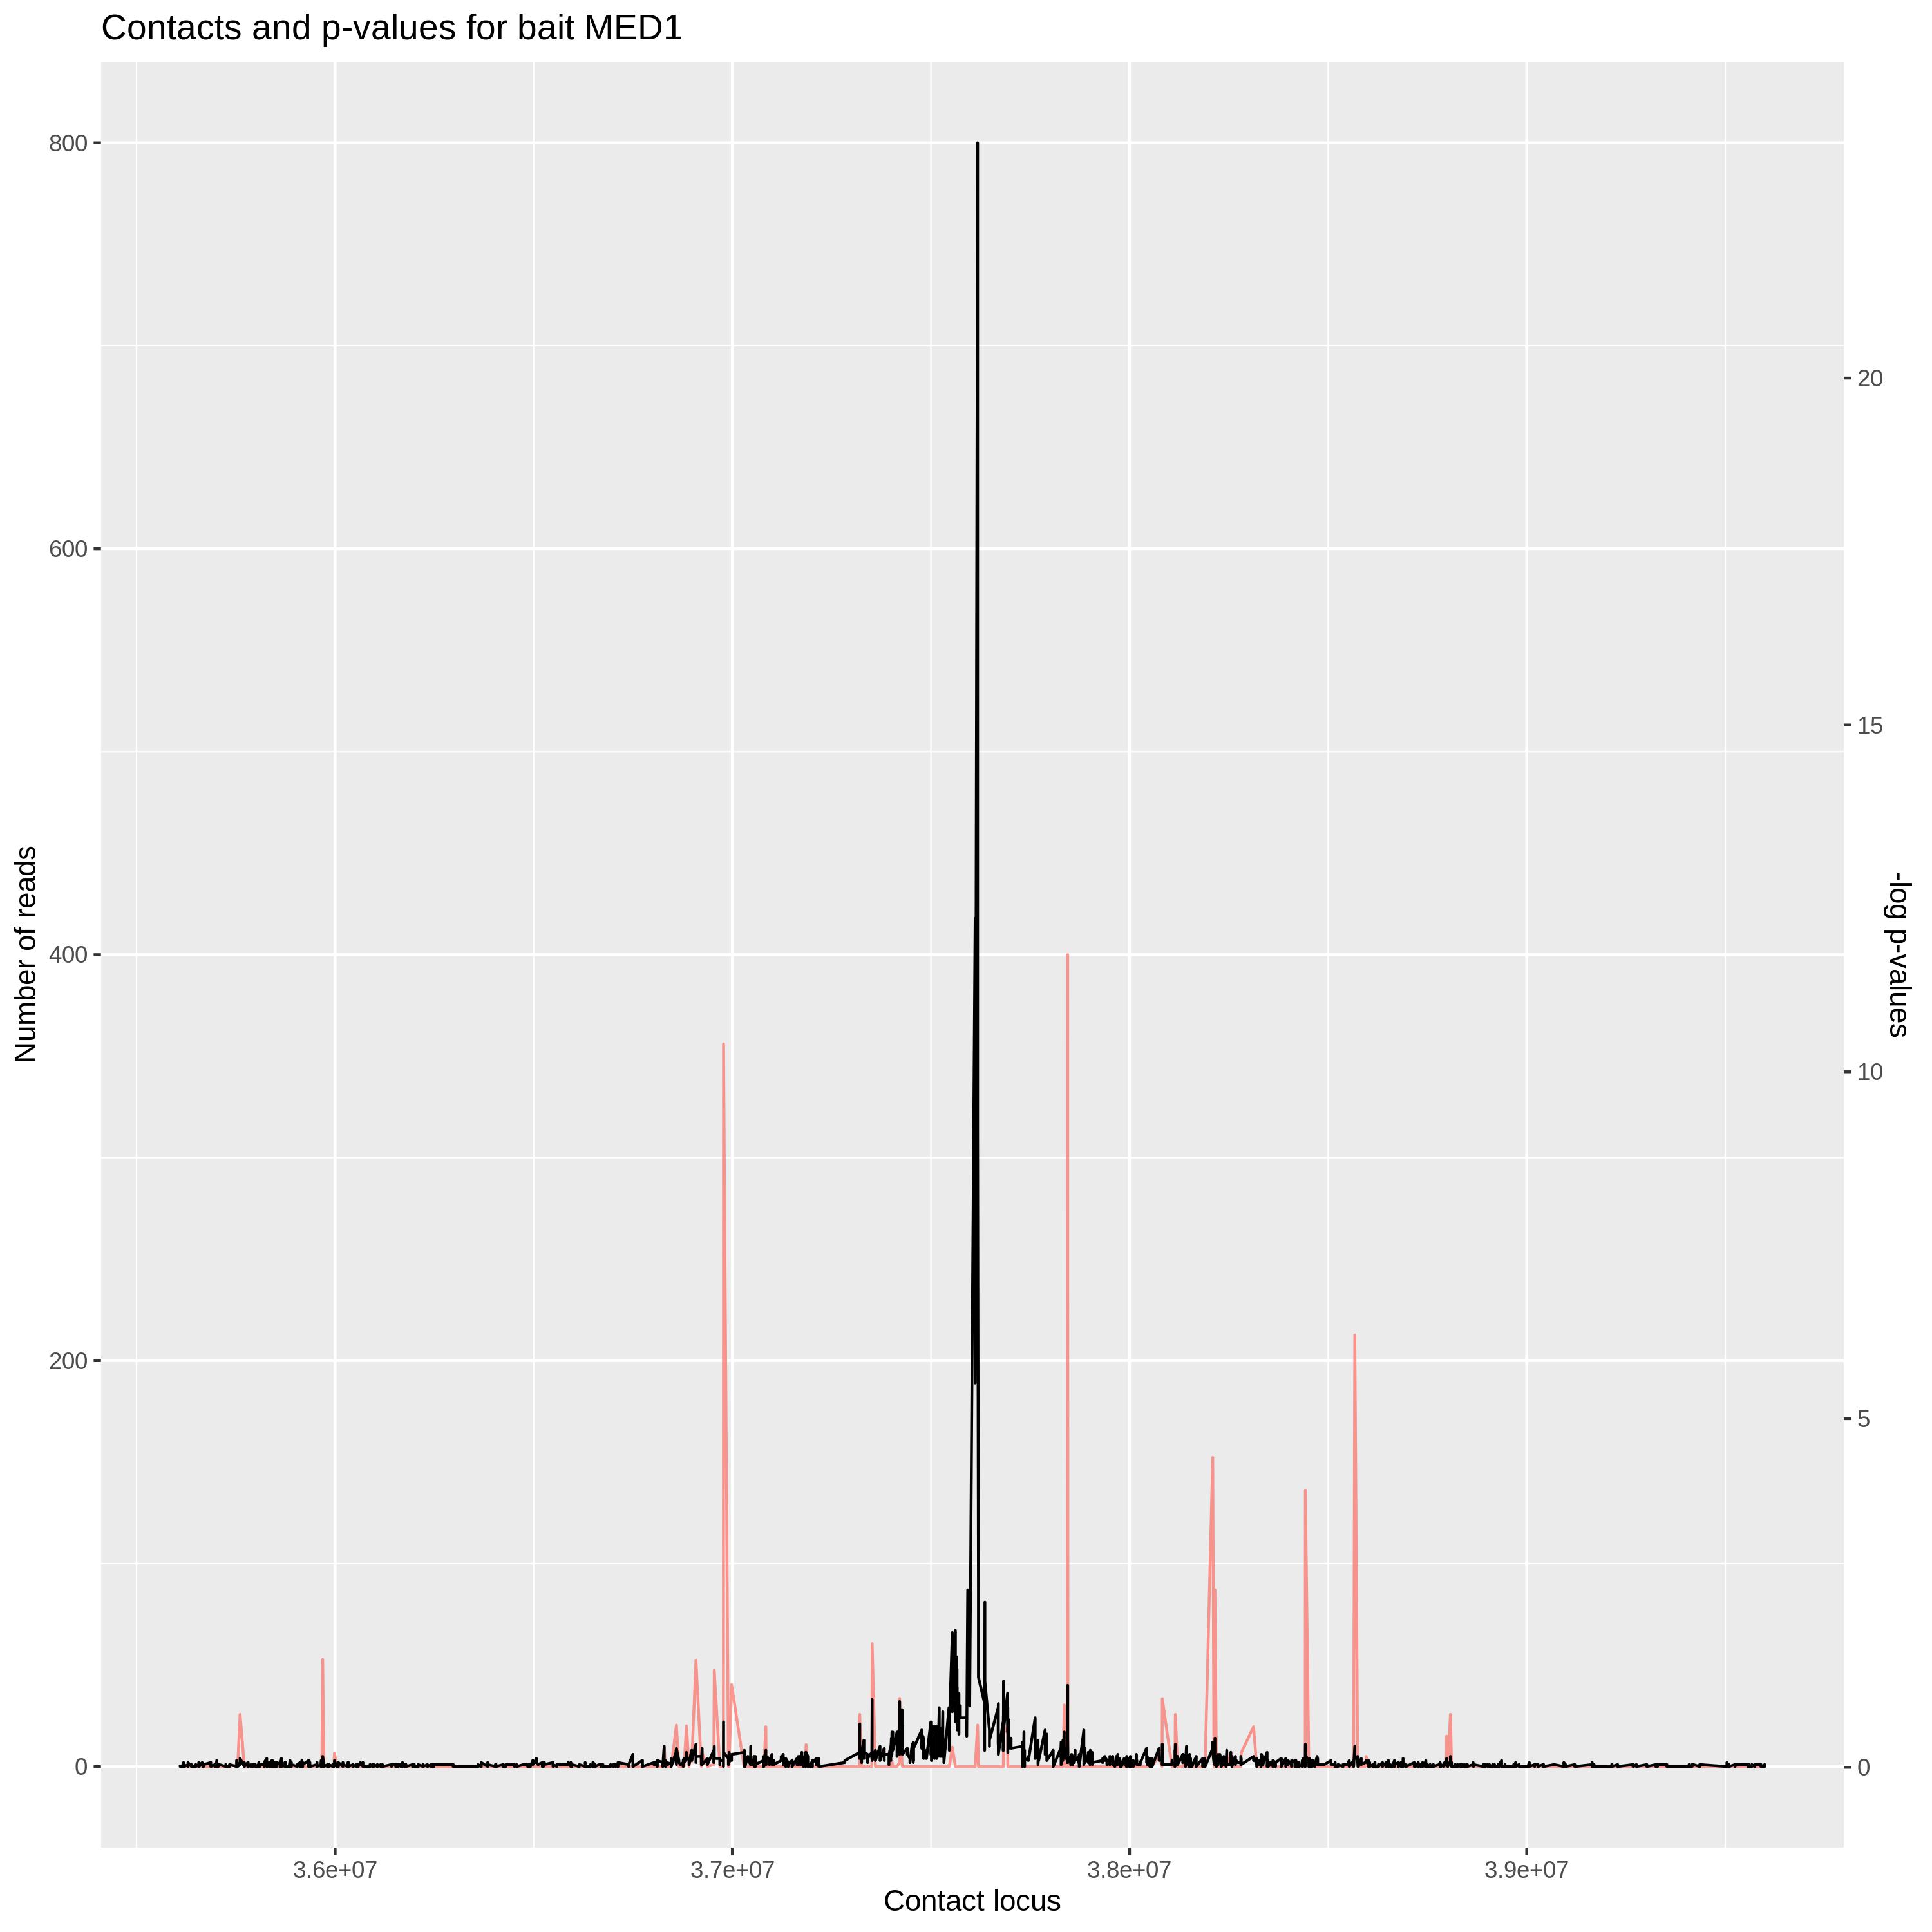 Contacts and p-values for bait MED1
800
600
400
200
0
Number of reads
20
15
10
5
0
-log p-values
3.6e+07
3.7e+07
3.8e+07
3.9e+07
Contact locus